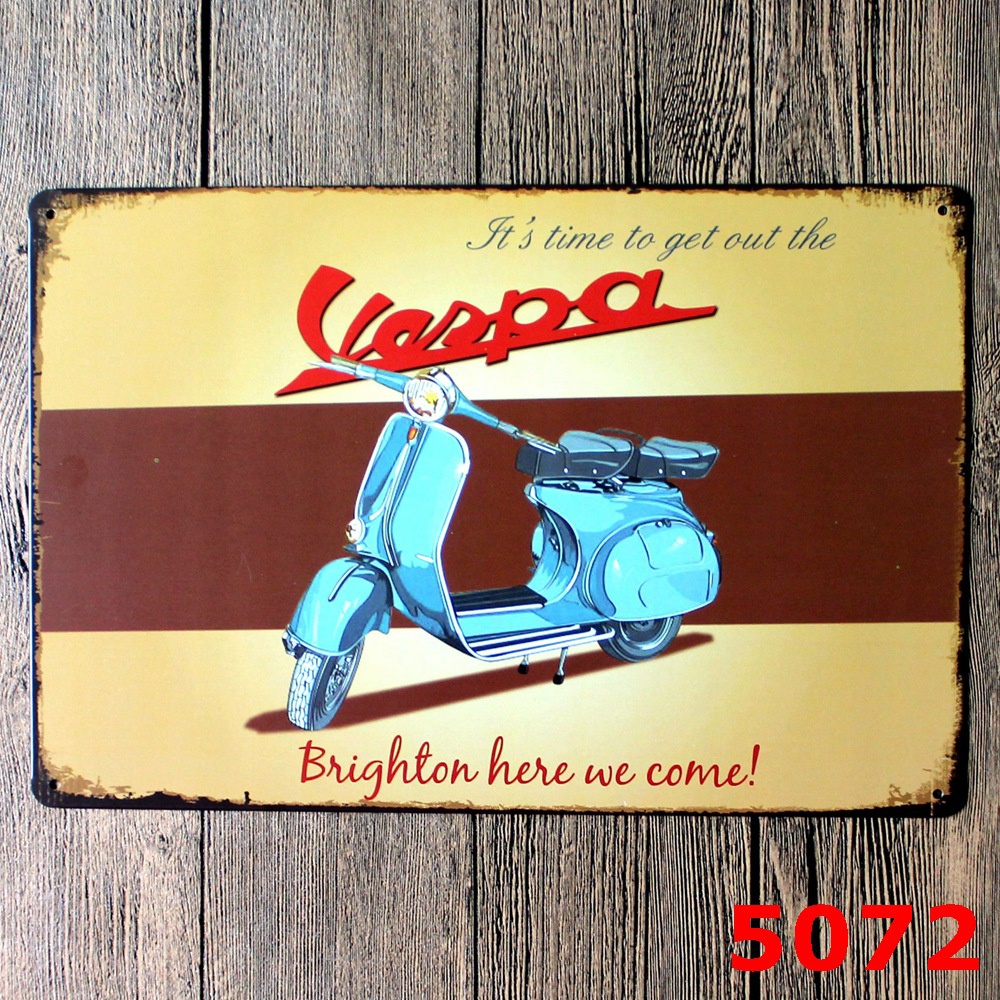 It's time to get out the
Vespa
Brighton here we come!
5072